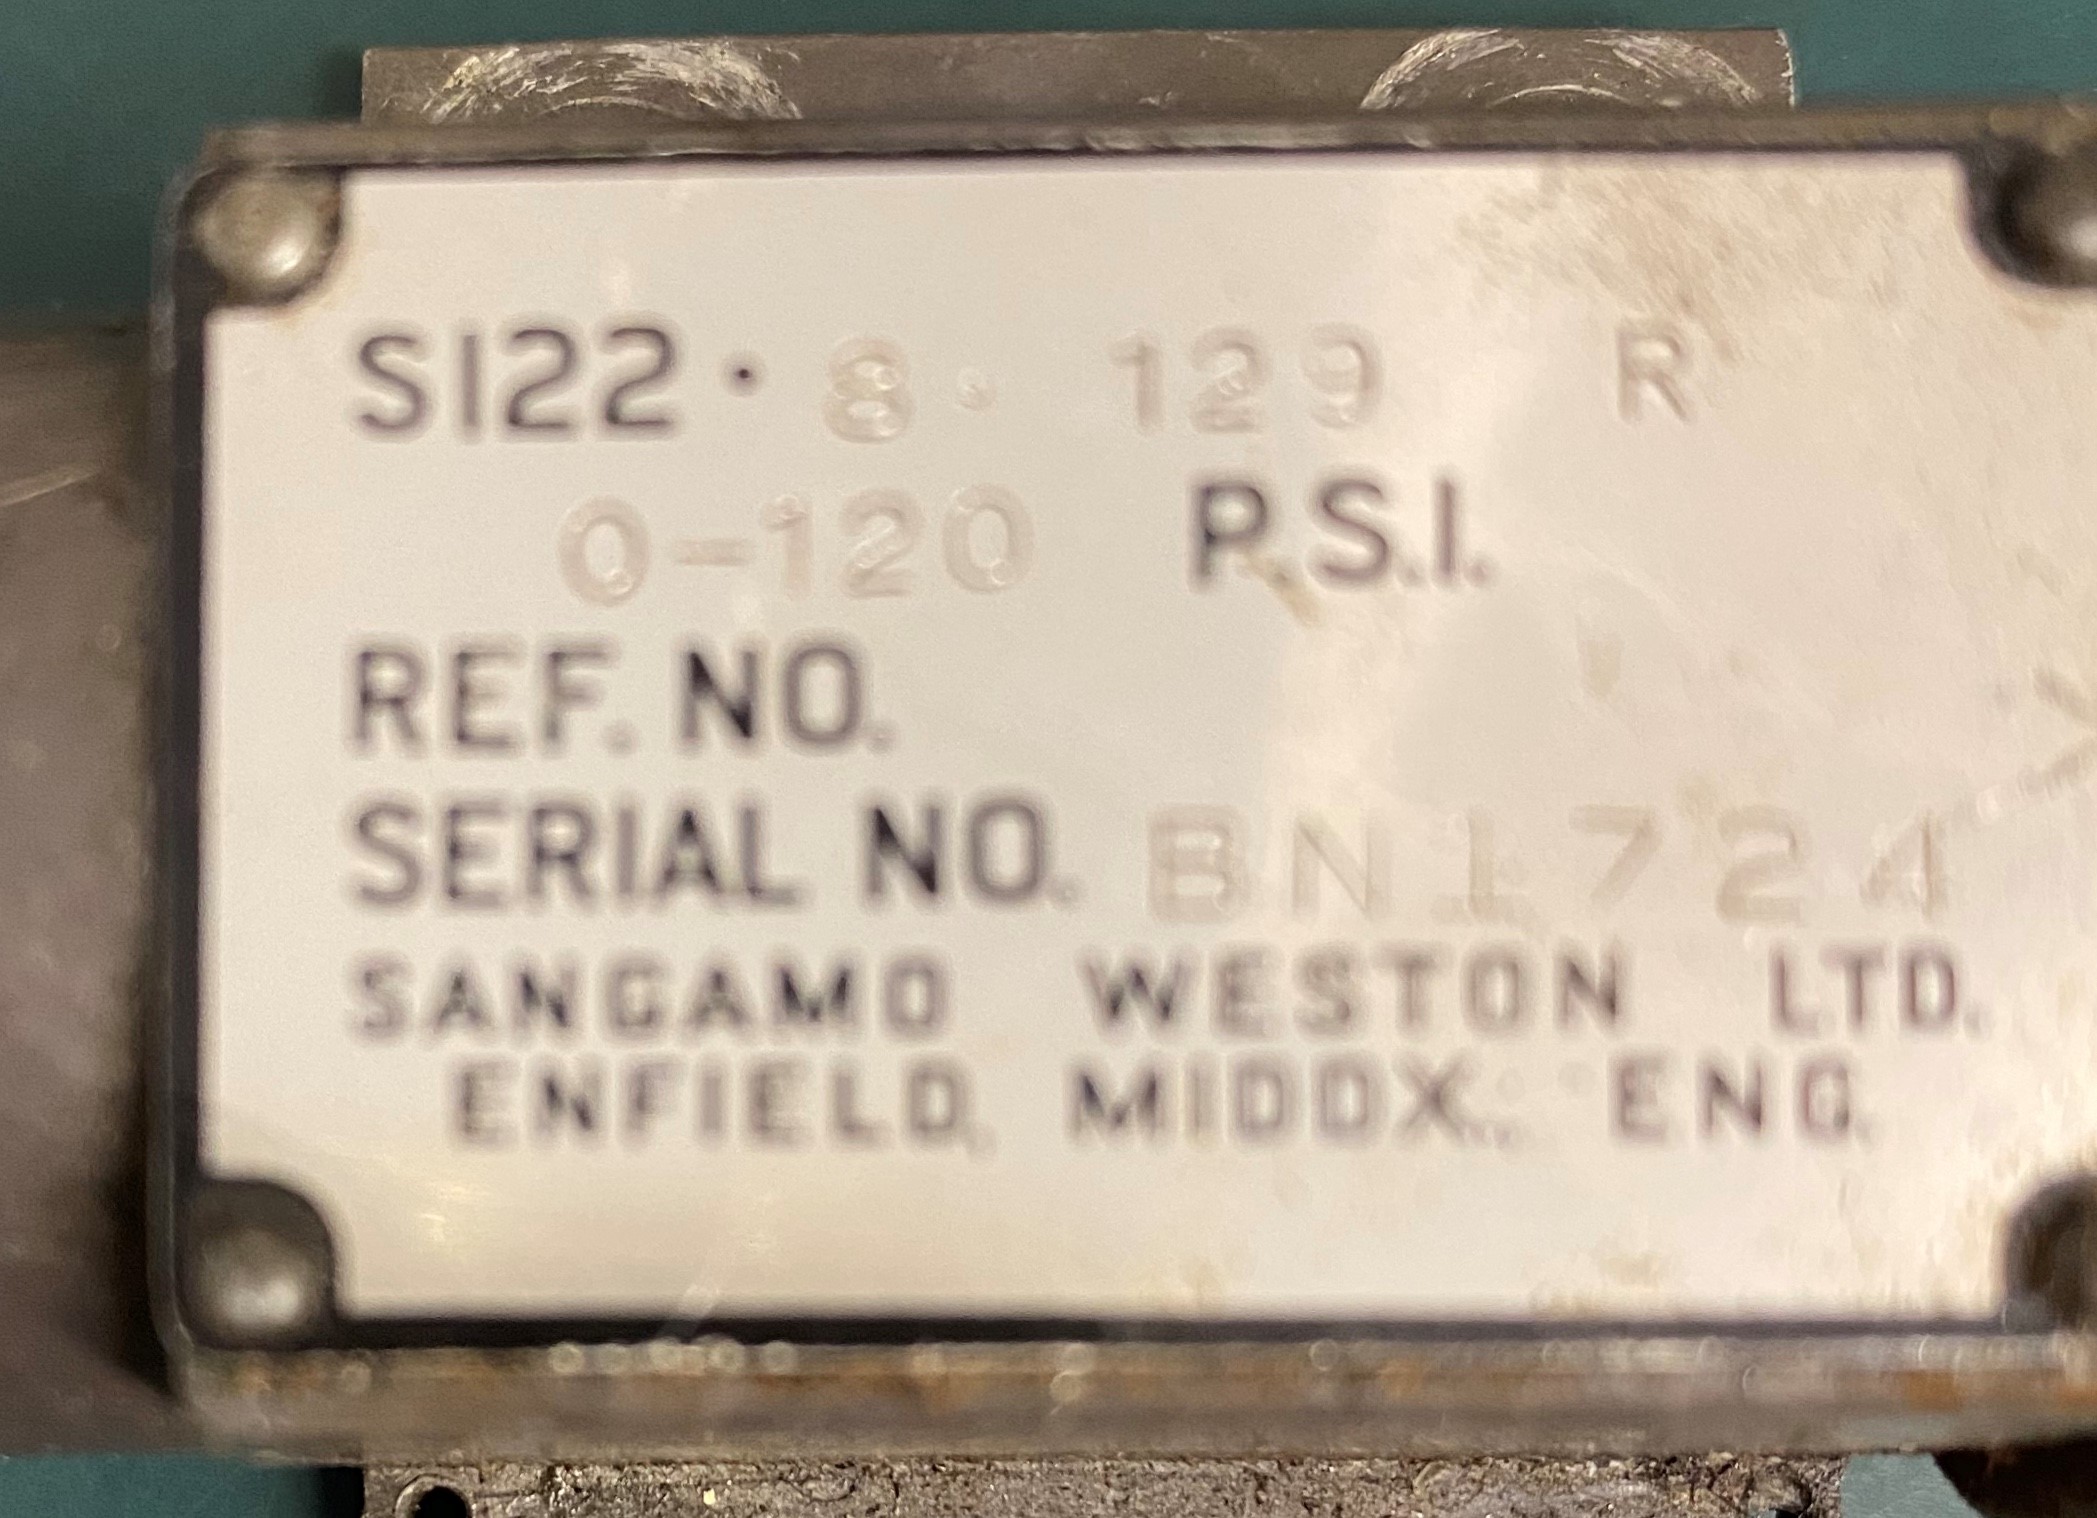 S122 · 8 · 129 R
0-120 P.S.I.
REF. NO.
SERIAL NO. BN1724
SANGAMO WESTON LTD.
ENFIELD, MIDDX., ENG.